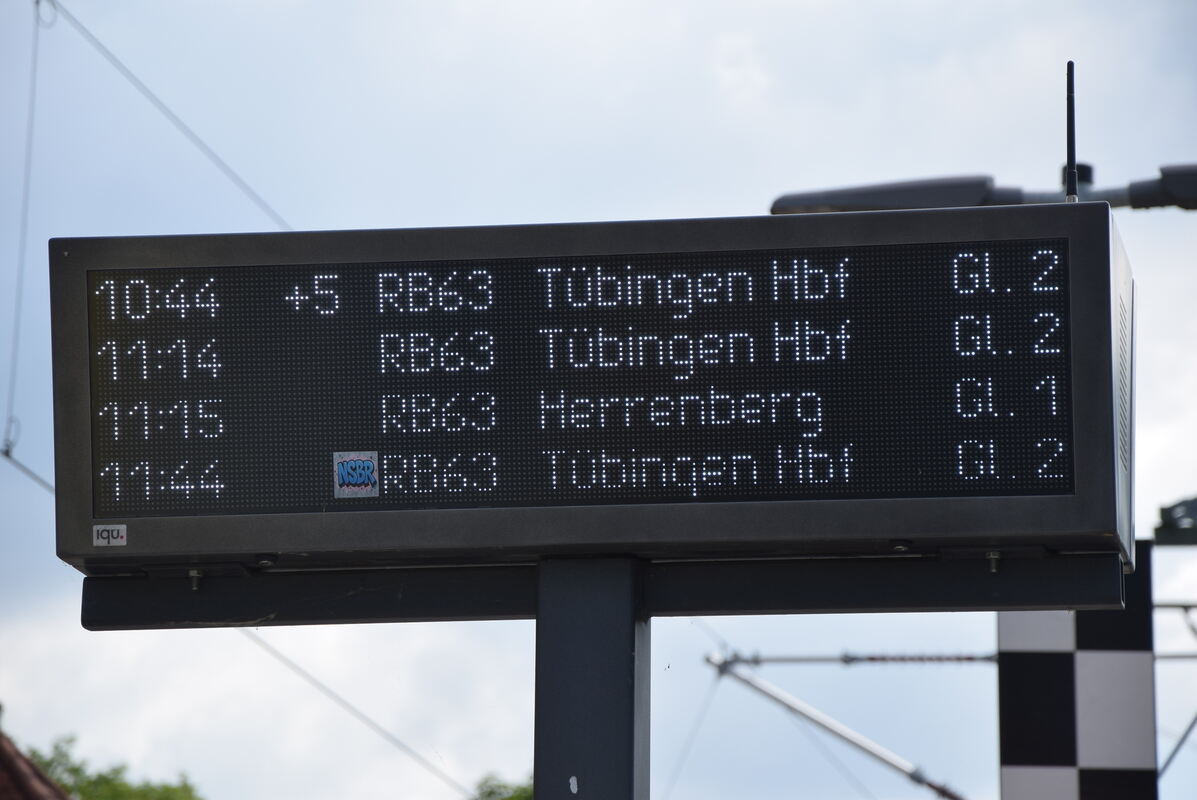 10:44 +5 RB63 Tübingen Hbf Gl. 2
11:14 RB63 Tübingen Hbf Gl. 2
11:15 RB63 Herrenberg Gl. 1
11:44 NSBR RB63 Tübingen Hbf Gl. 2
iqu.